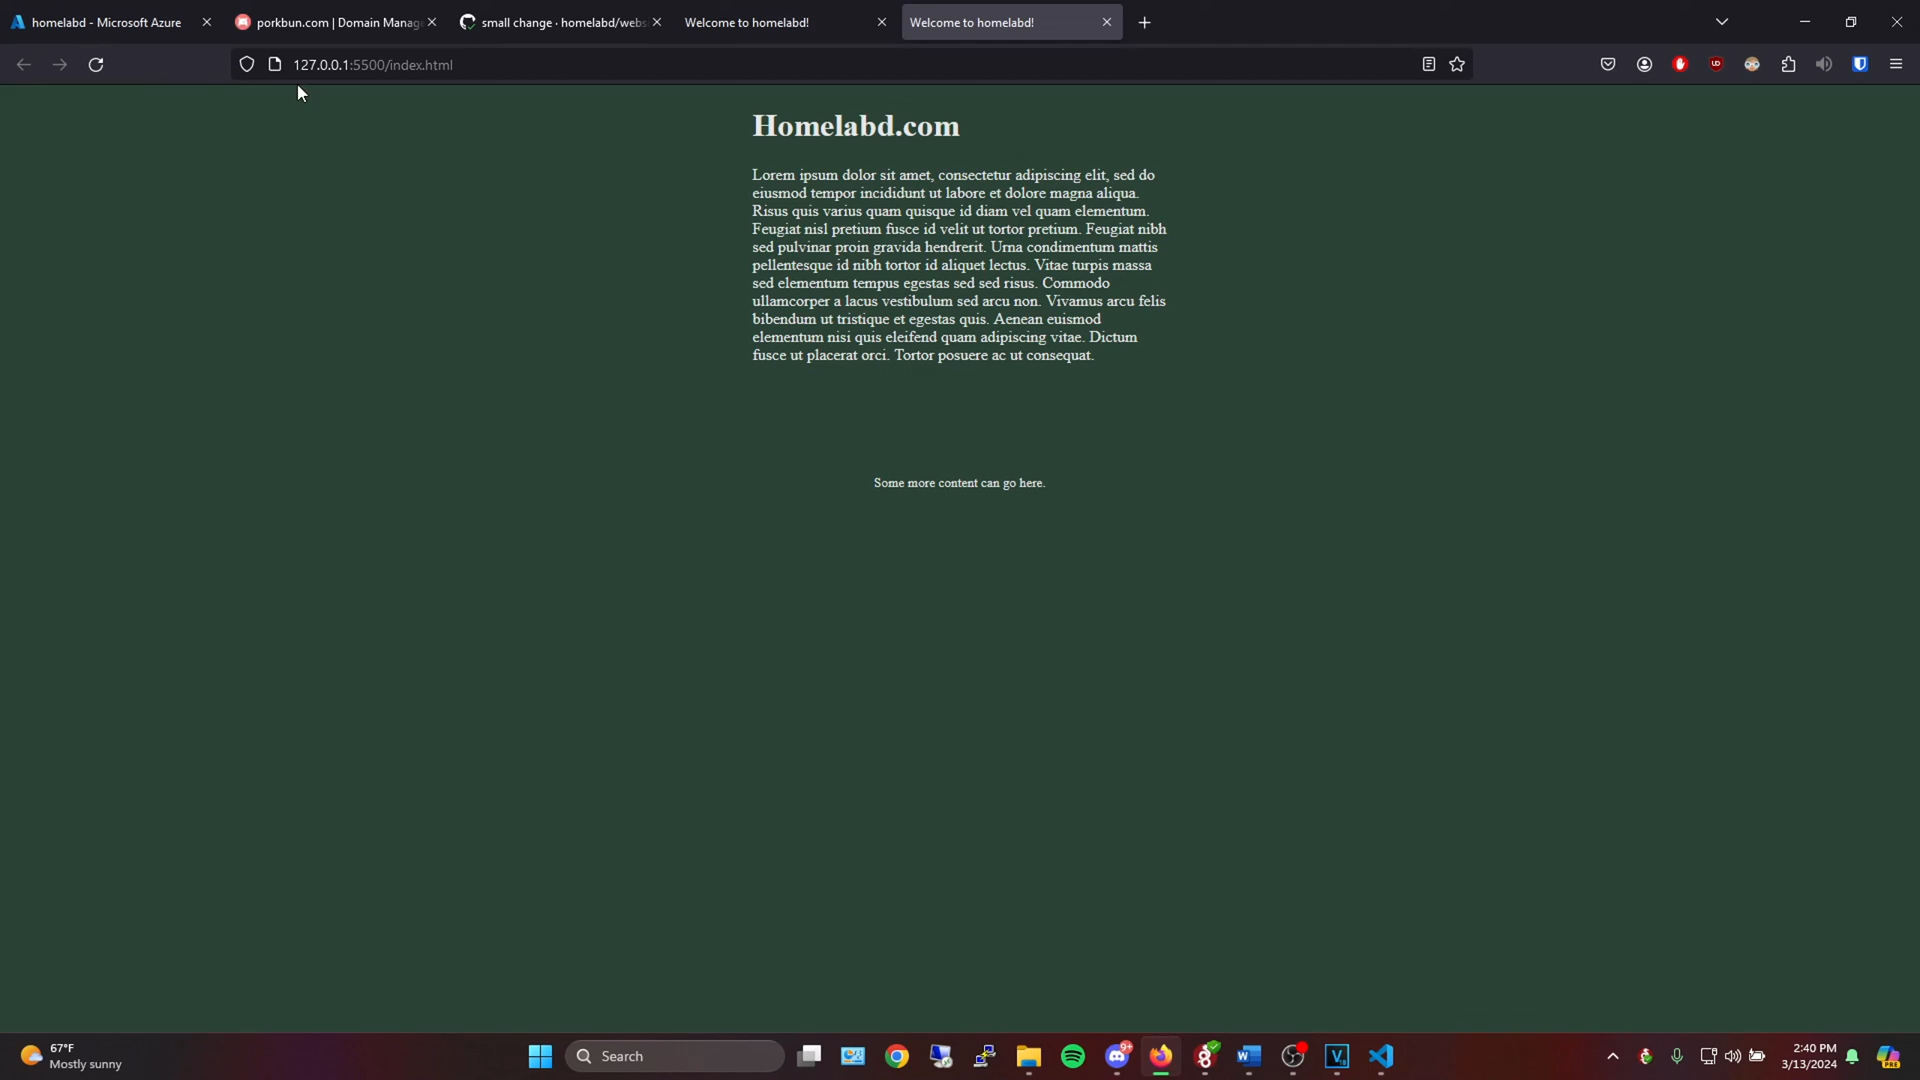 homelabd - Microsoft Azure
porkbun.com | Domain Manage
small change · homelabd/webs
Welcome to homelabd!
Welcome to homelabd!
127.0.0.1:5500/index.html
Homelabd.com
Lorem ipsum dolor sit amet, consectetur adipiscing elit, sed do
eiusmod tempor incididunt ut labore et dolore magna aliqua.
Risus quis varius quam quisque id diam vel quam elementum.
Feugiat nisl pretium fusce id velit ut tortor pretium. Feugiat nibh
sed pulvinar proin gravida hendrerit. Urna condimentum mattis
pellentesque id nibh tortor id aliquet lectus. Vitae turpis massa
sed elementum tempus egestas sed sed risus. Commodo
ullamcorper a lacus vestibulum sed arcu non. Vivamus arcu felis
bibendum ut tristique et egestas quis. Aenean euismod
elementum nisi quis eleifend quam adipiscing vitae. Dictum
fusce ut placerat orci. Tortor posuere ac ut consequat.
Some more content can go here.
67°F
Mostly sunny
Search
9+
2:40 PM
3/13/2024
PRE